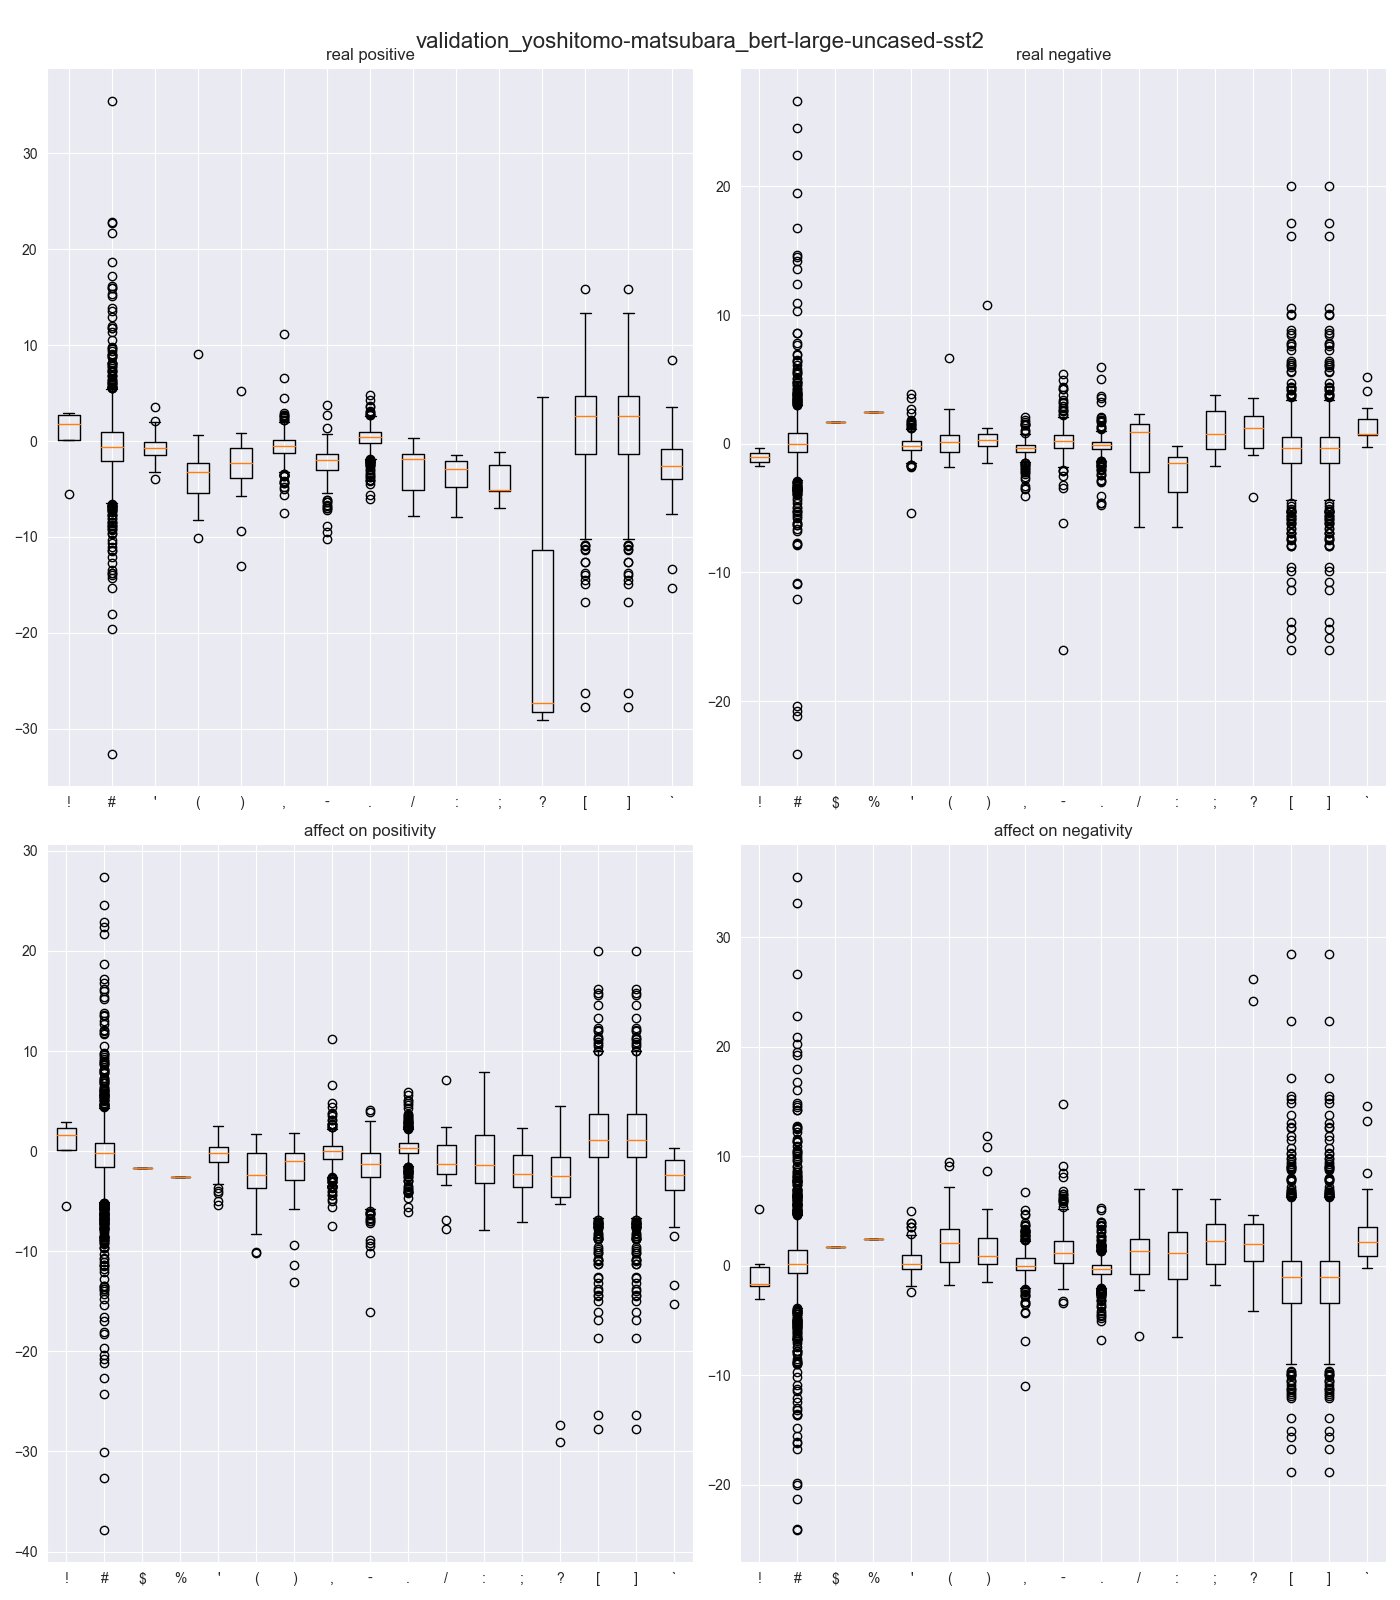 validation_yoshitomo-matsubara_bert-large-uncased-sst2
real positive
30
20
10
0
−10
−20
−30
! # ' ( ) , - . / : ; ? [ ] `
real negative
20
10
0
−10
−20
! # $ % ' ( ) , - . / : ; ? [ ] `
affect on positivity
30
20
10
0
−10
−20
−30
−40
! # $ % ' ( ) , - . / : ; ? [ ] `
affect on negativity
30
20
10
0
−10
−20
! # $ % ' ( ) , - . / : ; ? [ ] `